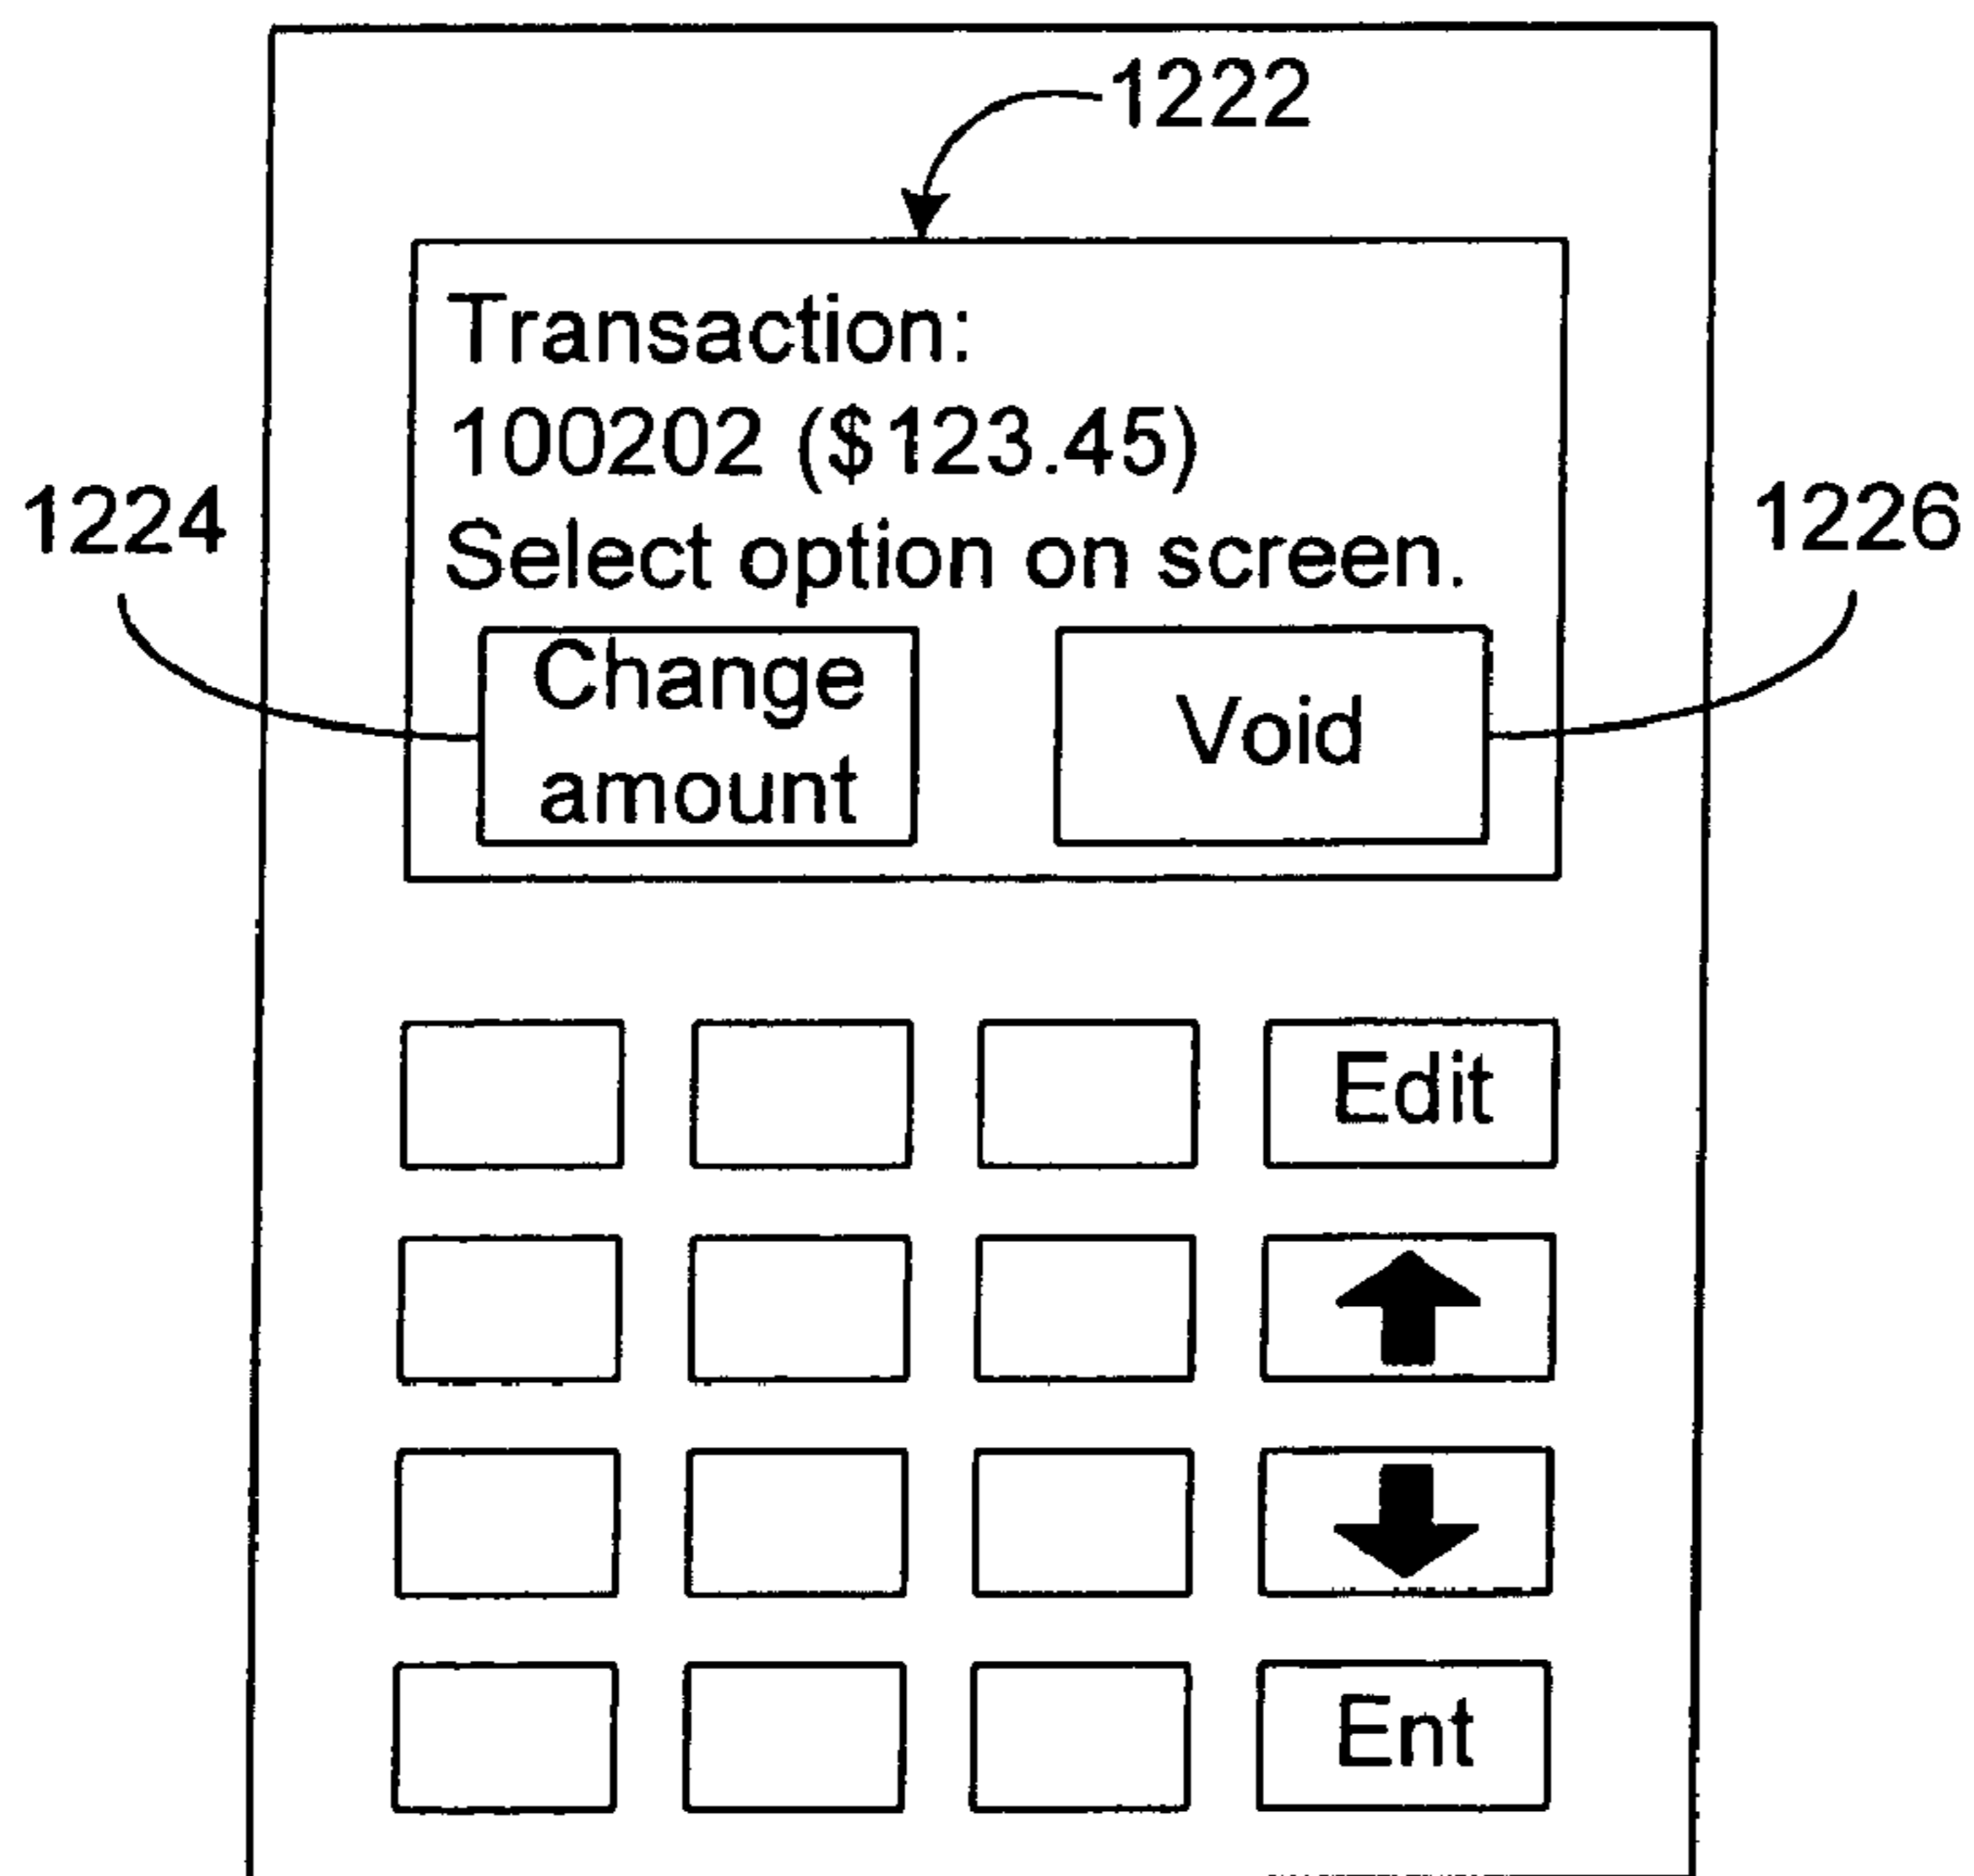 1222
Transaction:
100202 ($123.45)
1224
1226
Select option on screen.
Change
amount
Void
Edit
Ent